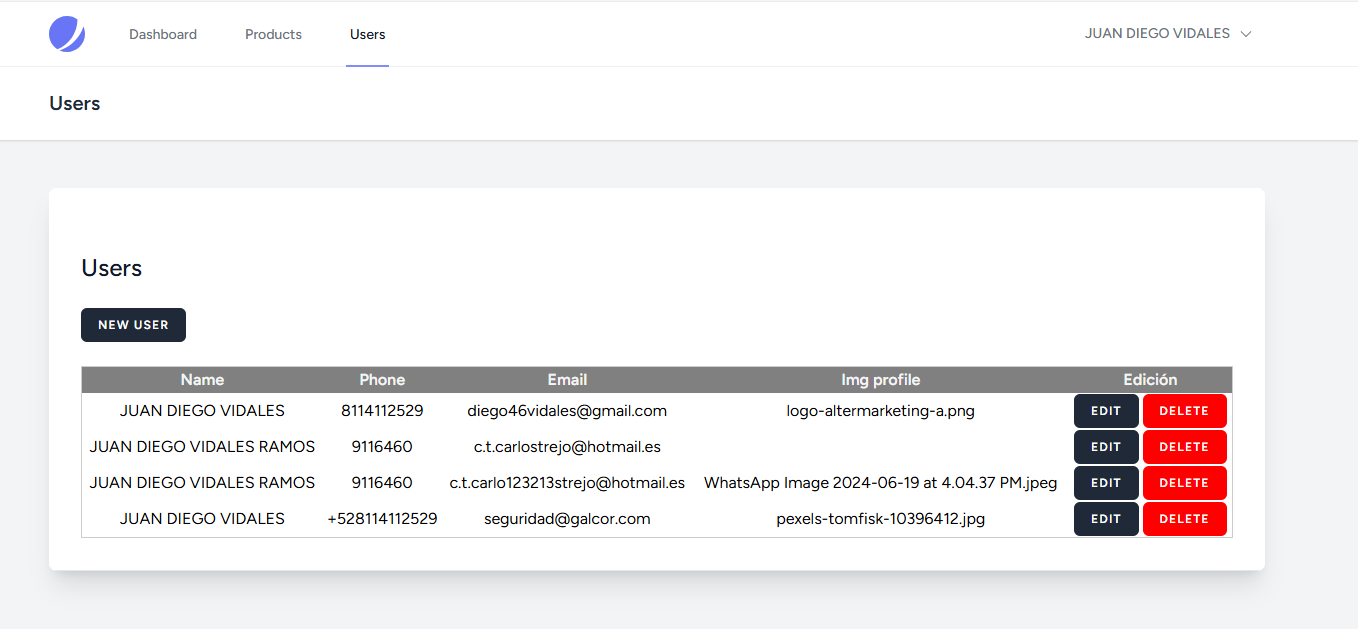 Dashboard Products Users JUAN DIEGO VIDALES
Users
Users
NEW USER
Name Phone Email Img profile Edición
JUAN DIEGO VIDALES 8114112529 diego46vidales@gmail.com logo-altermarketing-a.png EDIT DELETE
JUAN DIEGO VIDALES RAMOS 9116460 c.t.carlostrejo@hotmail.es EDIT DELETE
JUAN DIEGO VIDALES RAMOS 9116460 c.t.carlo123213strejo@hotmail.es WhatsApp Image 2024-06-19 at 4.04.37 PM.jpeg EDIT DELETE
JUAN DIEGO VIDALES +528114112529 seguridad@galcor.com pexels-tomfisk-10396412.jpg EDIT DELETE